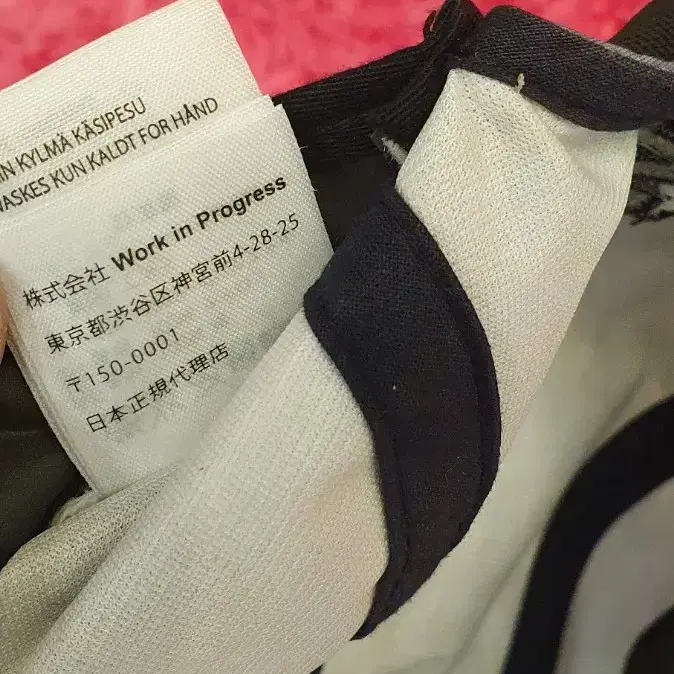 IN KYLMÄ KÄSIPESU
VASKES KUN KALDT FOR HÅND
株式会社 Work in Progress
東京都渋谷区神宮前4-28-25
〒150-0001
日本正規代理店